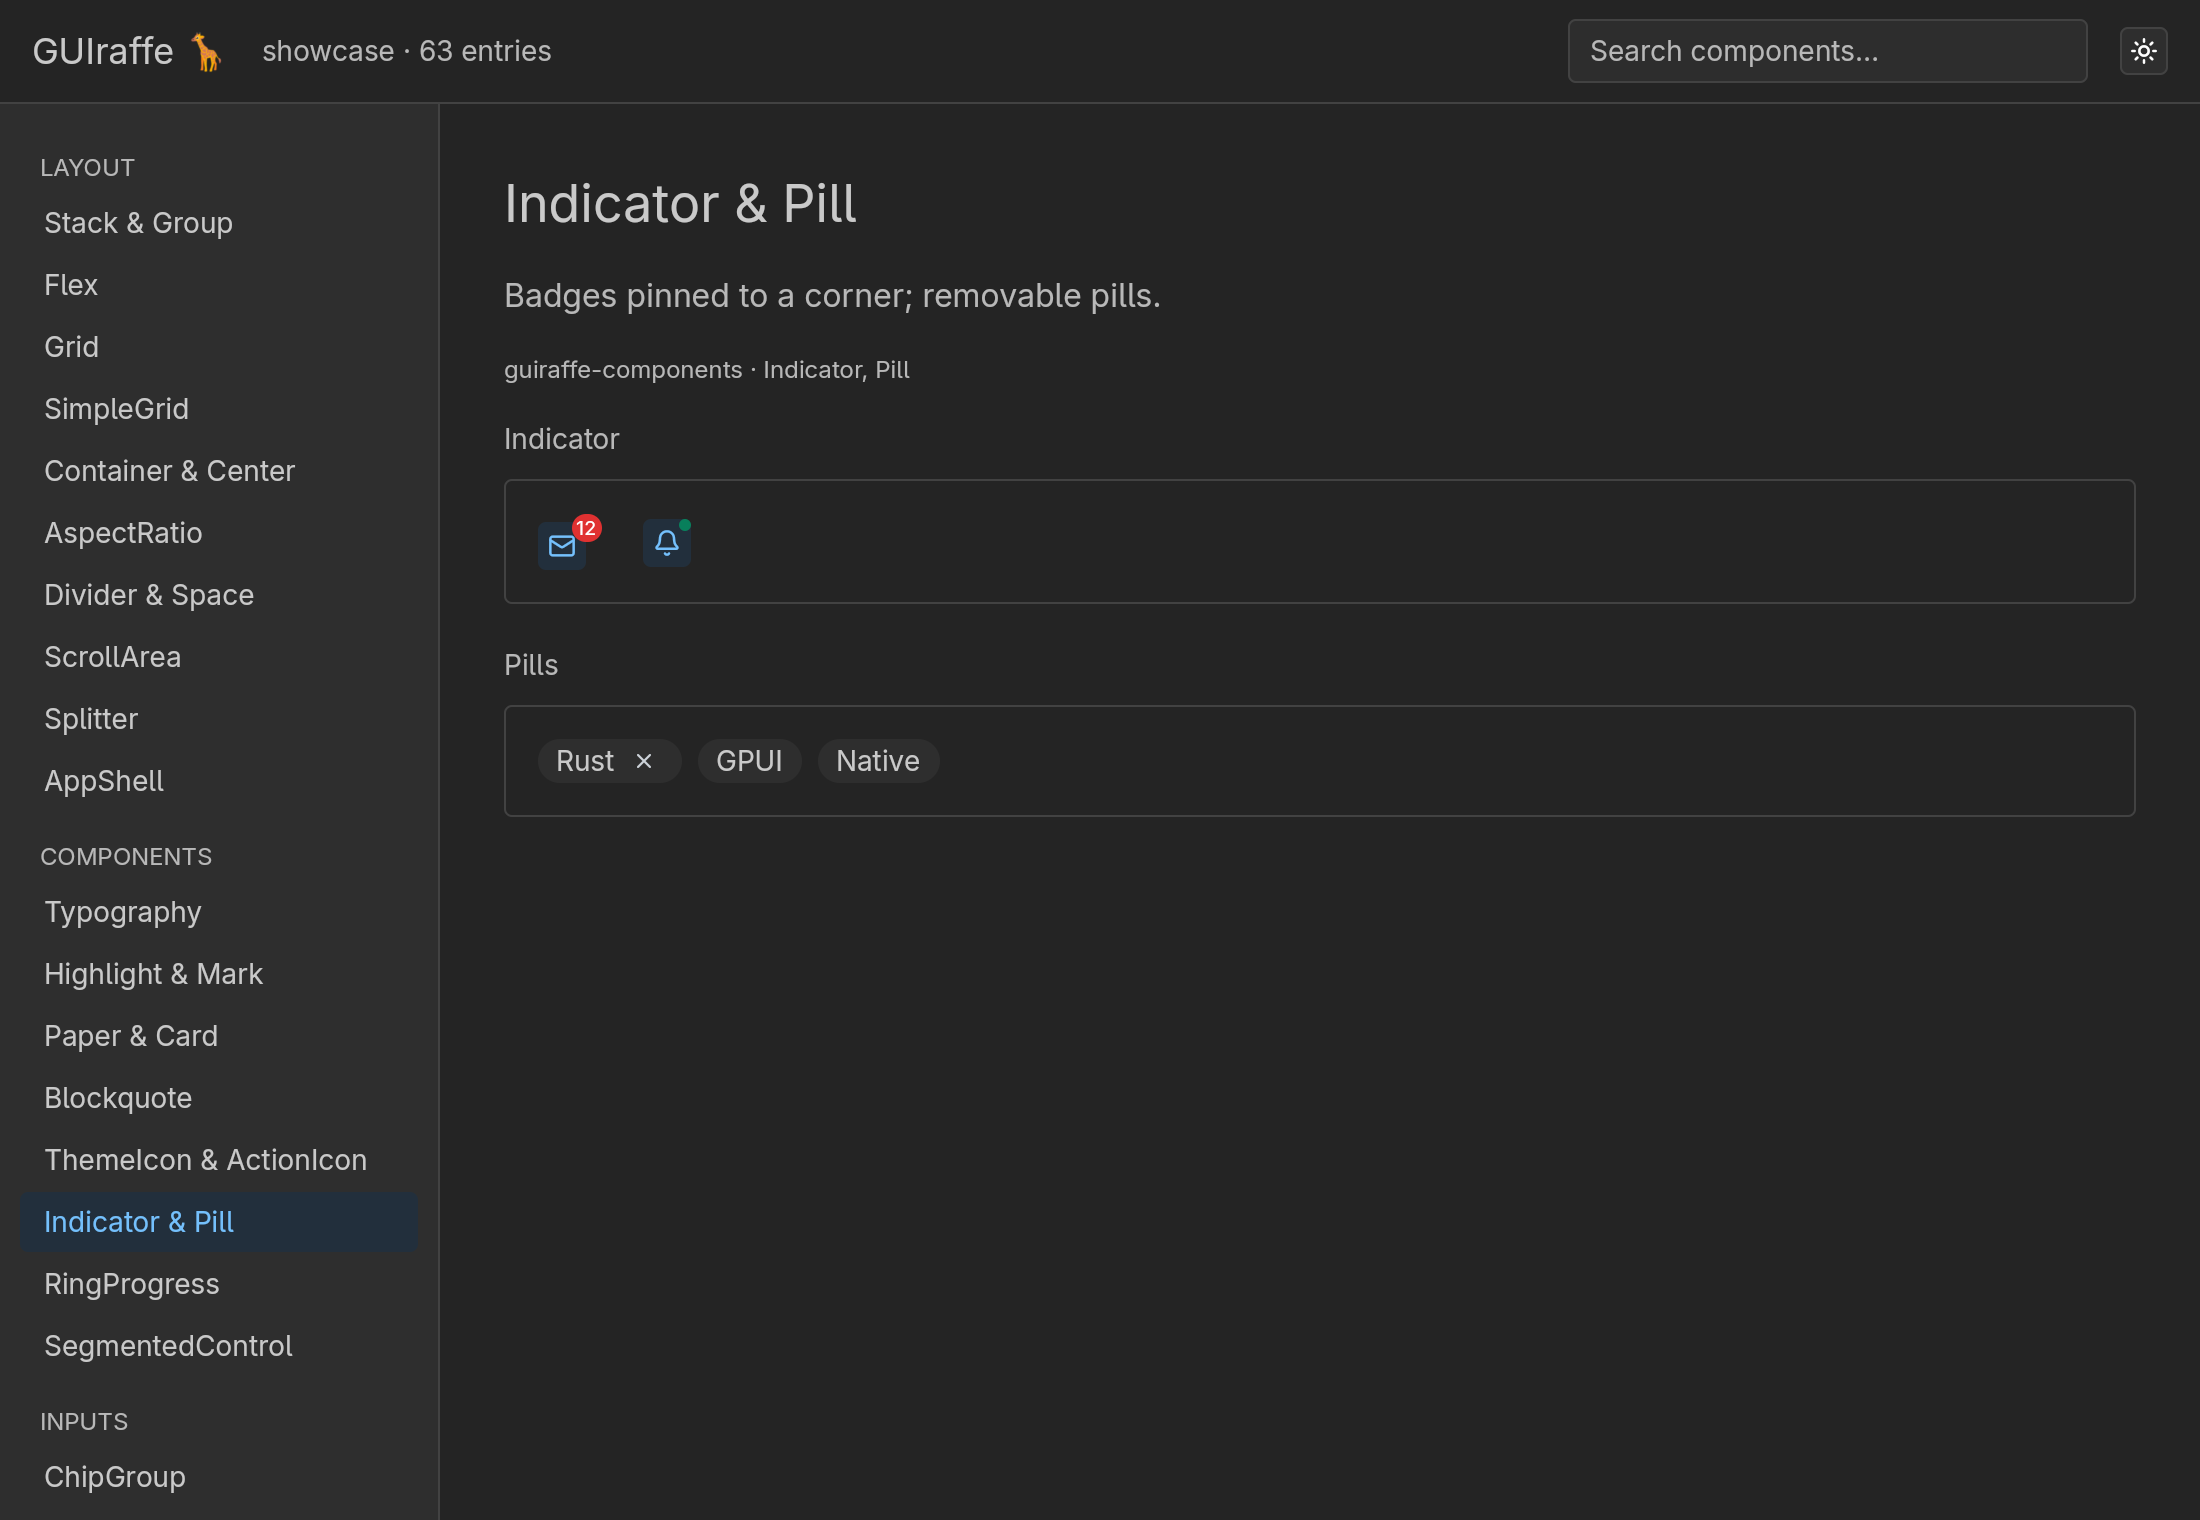 GUIraffe 🦒 showcase · 63 entries
Search components...
LAYOUT
Stack & Group
Flex
Grid
SimpleGrid
Container & Center
AspectRatio
Divider & Space
ScrollArea
Splitter
AppShell
COMPONENTS
Typography
Highlight & Mark
Paper & Card
Blockquote
ThemeIcon & ActionIcon
Indicator & Pill
RingProgress
SegmentedControl
INPUTS
ChipGroup
Indicator & Pill
Badges pinned to a corner; removable pills.
guiraffe-components · Indicator, Pill
Indicator
12
Pills
Rust GPUI Native